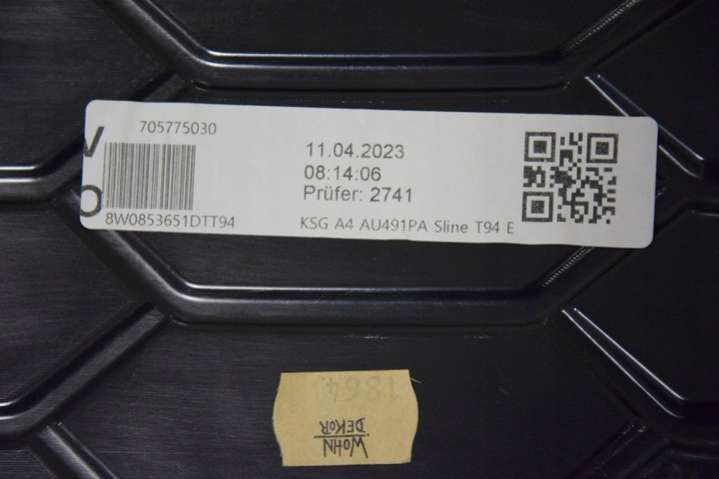 705775030
8W0853651DTT94
11.04.2023
08:14:06
Prüfer: 2741
KSG A4 AU491PA Sline T94 E
WOHN
DEKOR